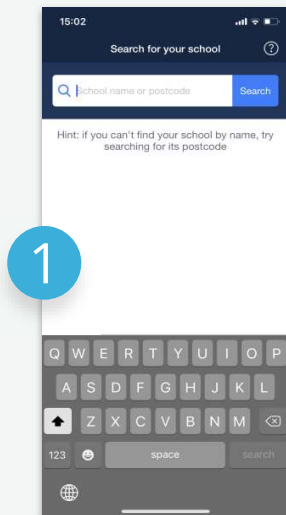 15:02
Search for your school ?
School name or postcode Search
Hint: if you can't find your school by name, try
searching for its postcode
1
Q W E R T Y U I O P
A S D F G H J K L
Z X C V B N M
123 space search